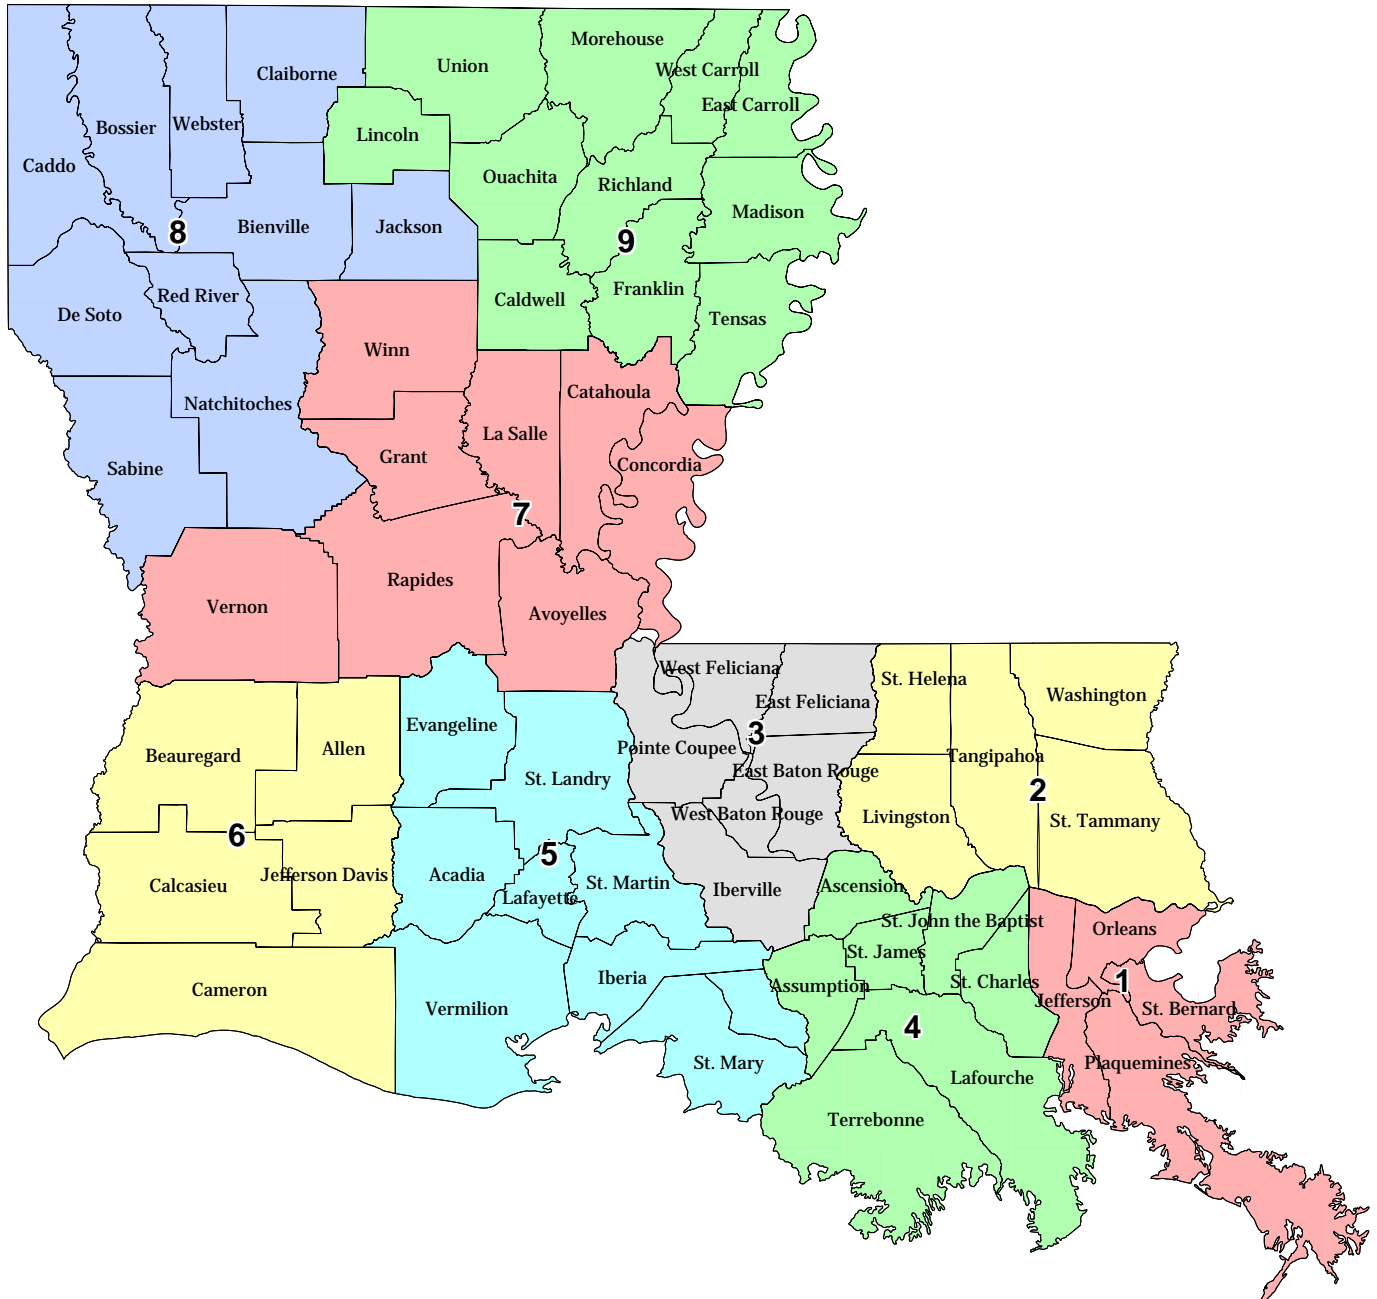 Morehouse
Union
Claiborne
West Carroll
East Carroll
Bossier
Webster
Lincoln
Caddo
Ouachita
Richland
Madison
8
Bienville
Jackson
9
Red River
Caldwell
Franklin
De Soto
Tensas
Winn
Natchitoches
Catahoula
La Salle
Sabine
Grant
Concordia
7
Vernon
Rapides
Avoyelles
West Feliciana
St. Helena
Washington
East Feliciana
Evangeline
3
Beauregard
Allen
Pointe Coupee
Tangipahoa
St. Landry
East Baton Rouge
2
West Baton Rouge
Livingston
St. Tammany
6
5
Calcasieu
Jefferson Davis
Acadia
St. Martin
Iberville
Ascension
Lafayette
St. John the Baptist
Orleans
St. James
Cameron
Iberia
Assumption
St. Charles
1
Vermilion
Jefferson
St. Bernard
4
St. Mary
Lafourche
Plaquemines
Terrebonne